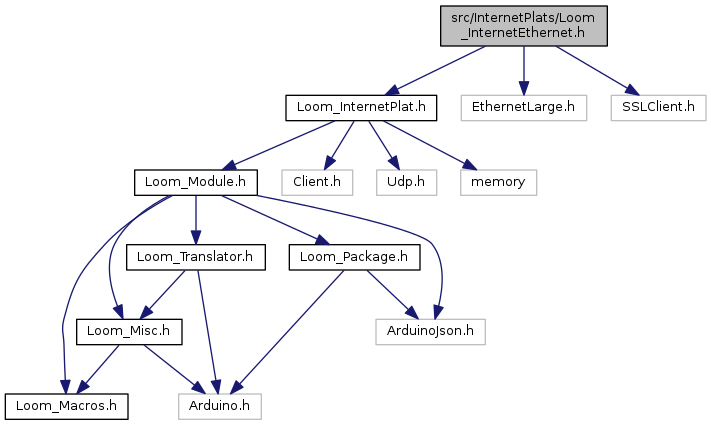 src/InternetPlats/Loom
_InternetEthernet.h
Loom_InternetPlat.h
EthernetLarge.h
SSLClient.h
Loom_Module.h
Client.h
Udp.h
memory
Loom_Translator.h
Loom_Package.h
Loom_Misc.h
ArduinoJson.h
Loom_Macros.h
Arduino.h